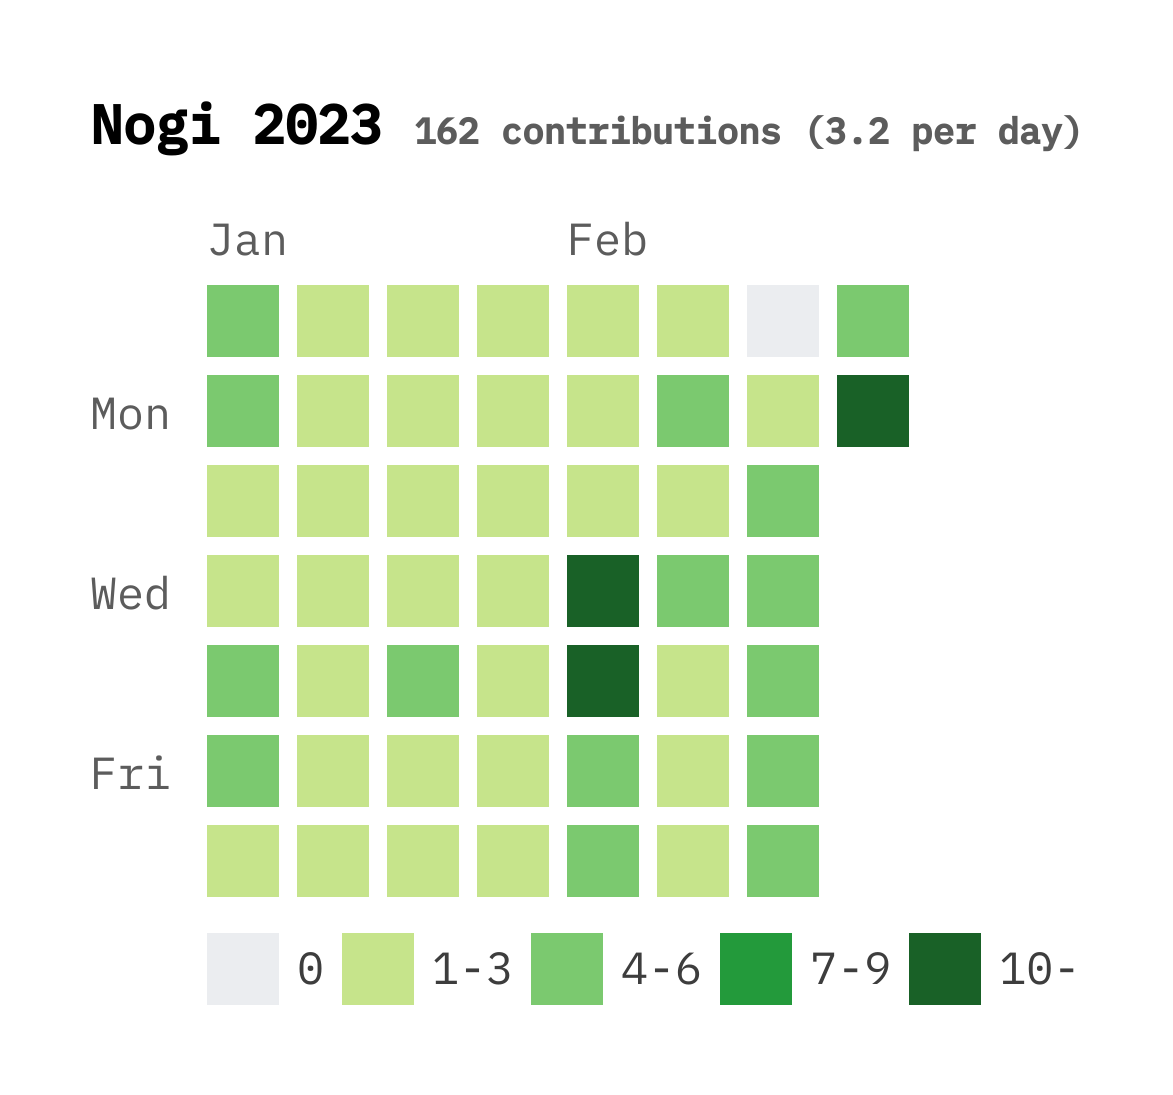 Nogi 2023 162 contributions (3.2 per day)
Jan Feb
Mon
Wed
Fri
0 1-3 4-6 7-9 10-